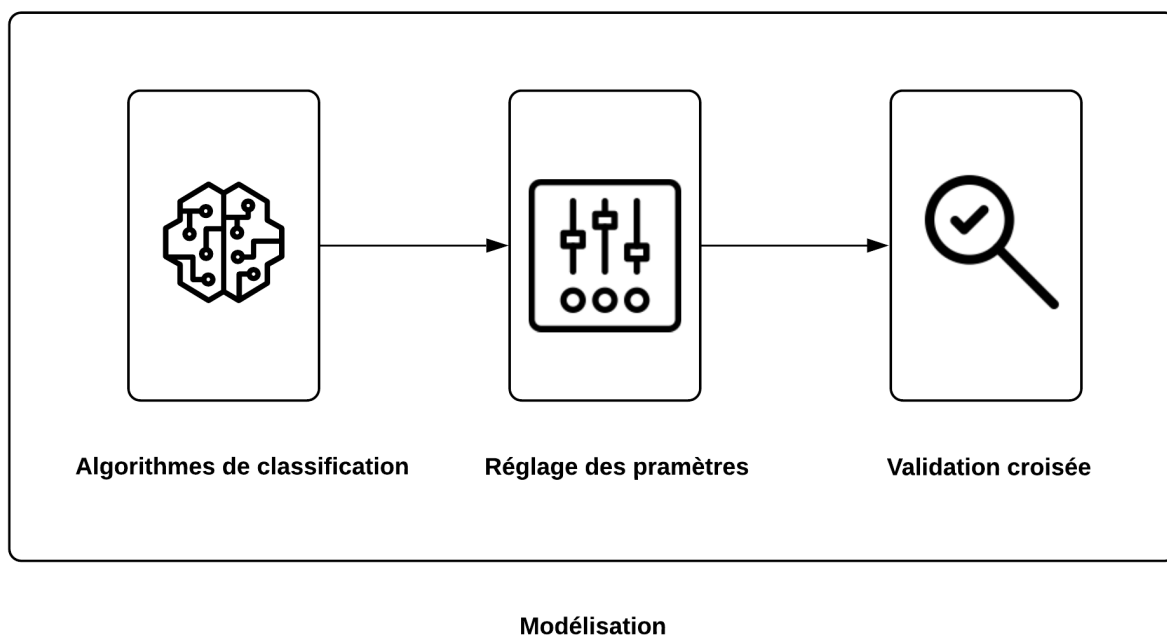 Algorithmes de classification
Réglage des pramètres
Validation croisée
Modélisation